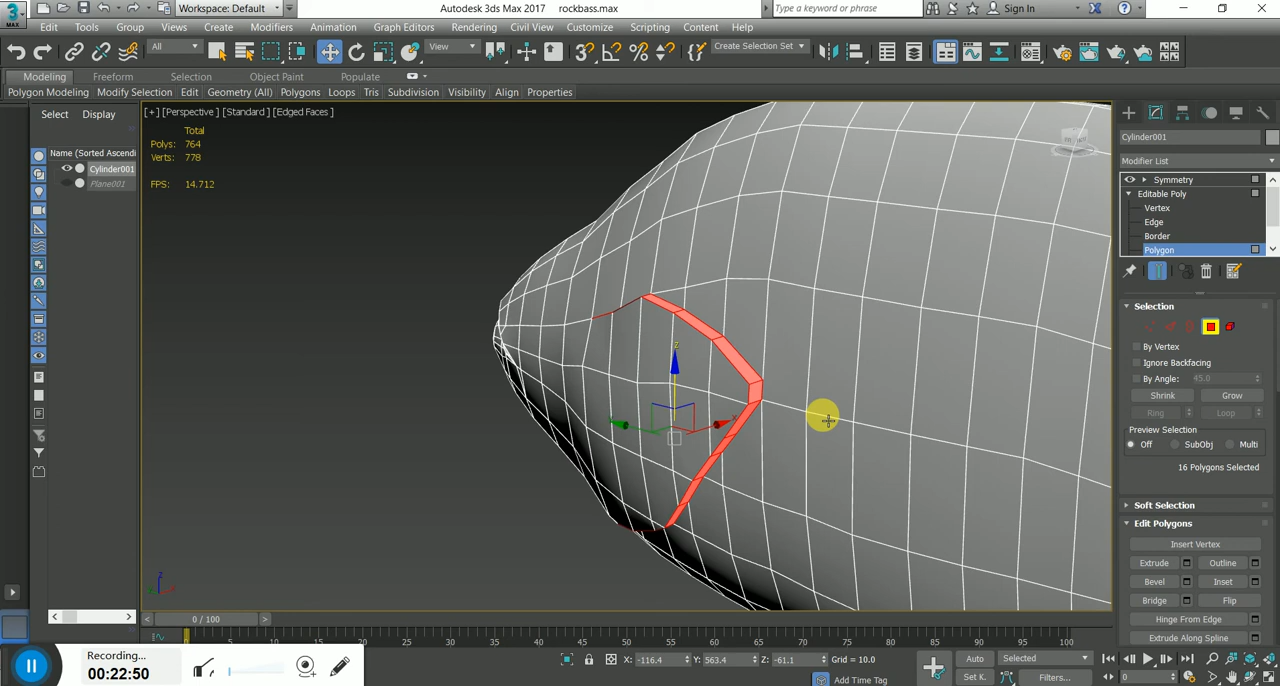 Workspace: Default
Autodesk 3ds Max 2017
rockbass.max
Type a keyword or phrase
Sign In
3
MAX
Edit
Tools
Group
Views
Create
Modifiers
Animation
Graph Editors
Rendering
Civil View
Customize
Scripting
Content
Help
All
View
Create Selection Set
Modeling
Freeform
Selection
Object Paint
Populate
Polygon Modeling
Modify Selection
Edit
Geometry (All)
Polygons
Loops
Tris
Subdivision
Visibility
Align
Properties
Select
Display
[+] [Perspective ] [Standard ] [Edged Faces ]
Total
Polys: 764
Verts: 778
FPS: 14.712
Name (Sorted Ascendi
Cylinder001
Plane001
z
x
Cylinder001
Modifier List
Symmetry
Editable Poly
Vertex
Edge
Border
Polygon
Selection
By Vertex
Ignore Backfacing
By Angle: 45.0
Shrink
Grow
Ring
Loop
Preview Selection
Off
SubObj
Multi
16 Polygons Selected
Soft Selection
Edit Polygons
Insert Vertex
Extrude
Outline
Bevel
Inset
Bridge
Flip
Hinge From Edge
Extrude Along Spline
0 / 100
0 5 10 15 20 25 30 35 40 45 50 55 60 65 70 75 80 85 90 95 100
Recording...
00:22:50
X: -116.4
Y: 563.4
Z: -61.1
Grid = 10.0
Add Time Tag
Auto
Selected
Set K.
Filters...
0